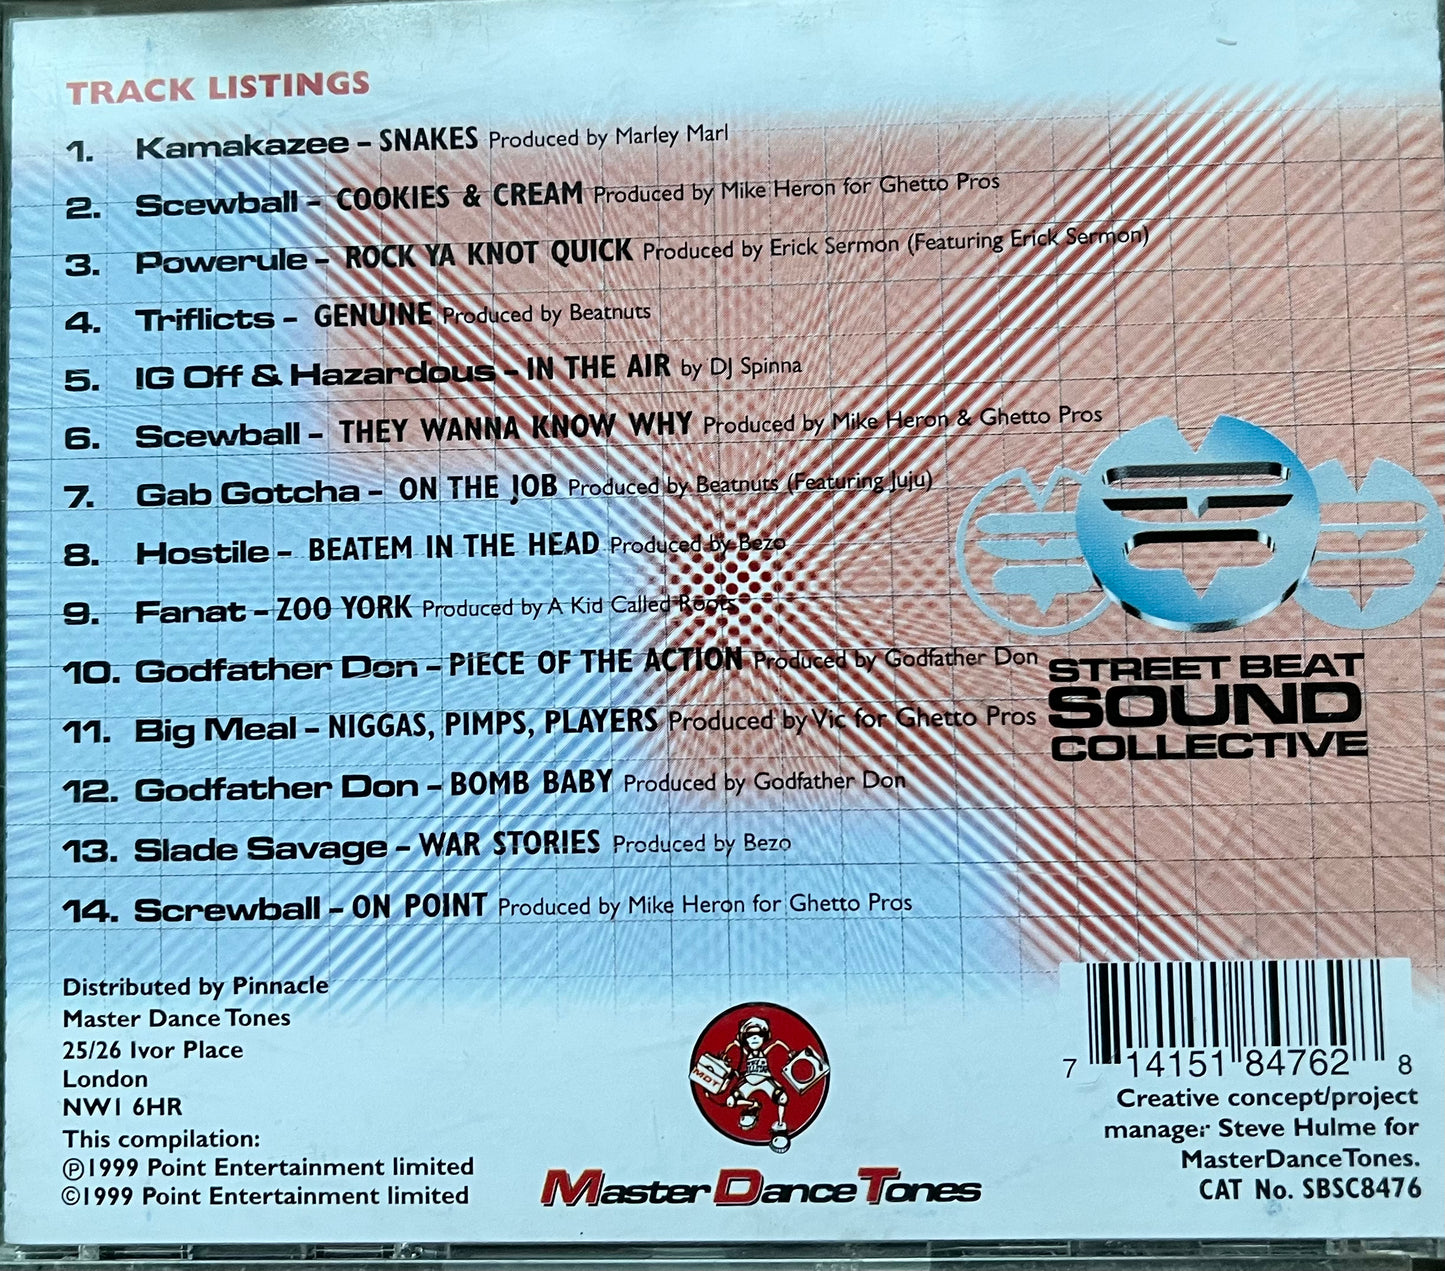 TRACK LISTINGS
1. Kamakazee – SNAKES Produced by Marley Marl
2. Scewball – COOKIES & CREAM Produced by Mike Heron for Ghetto Pros
3. Powerule – ROCK YA KNOT QUICK Produced by Erick Sermon (Featuring Erick Sermon)
4. Triflicts – GENUINE Produced by Beatnuts
5. IG Off & Hazardous – IN THE AIR by DJ Spinna
6. Scewball – THEY WANNA KNOW WHY Produced by Mike Heron & Ghetto Pros
7. Gab Gotcha – ON THE JOB Produced by Beatnuts (Featuring Juju)
8. Hostile – BEATEM IN THE HEAD Produced by Bezo
9. Fanat – ZOO YORK Produced by A Kid Called Roots
10. Godfather Don – PIECE OF THE ACTION Produced by Godfather Don
11. Big Meal – NIGGAS, PIMPS, PLAYERS Produced by Vic for Ghetto Pros
12. Godfather Don – BOMB BABY Produced by Godfather Don
13. Slade Savage – WAR STORIES Produced by Bezo
14. Screwball – ON POINT Produced by Mike Heron for Ghetto Pros
STREET BEAT
SOUND
COLLECTIVE
Distributed by Pinnacle
Master Dance Tones
25/26 Ivor Place
London
NW1 6HR
This compilation:
℗1999 Point Entertainment limited
©1999 Point Entertainment limited
MDT
Master Dance Tones
7 14151 84762 8
Creative concept/project
manager Steve Hulme for
MasterDanceTones.
CAT No. SBSC8476